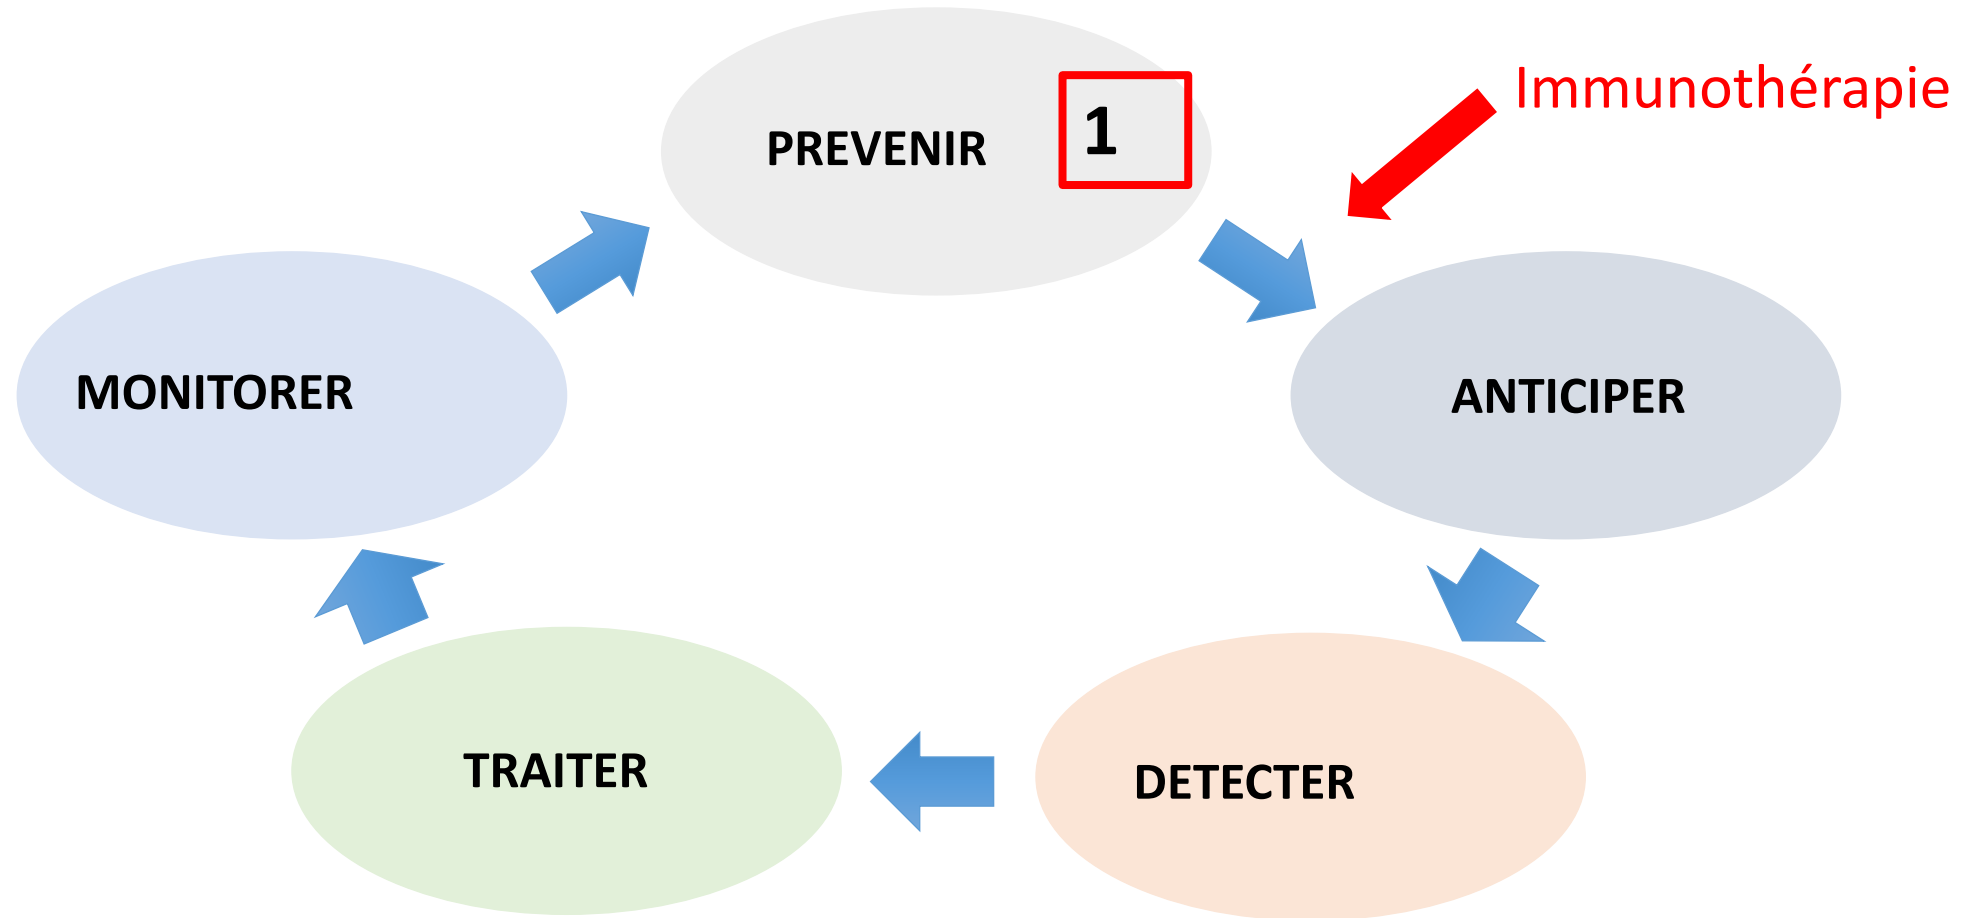 Immunothérapie
PREVENIR
1
MONITORER
ANTICIPER
TRAITER
DETECTER